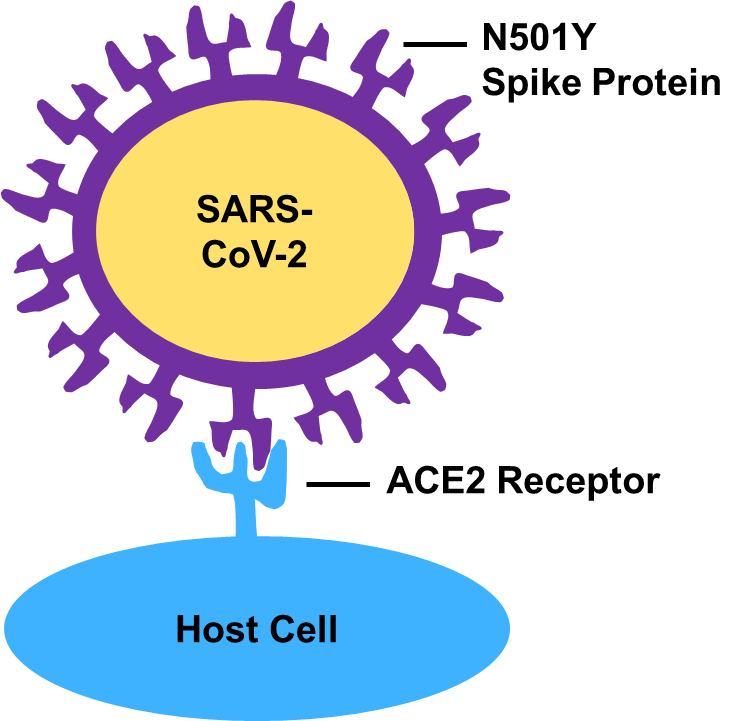 N501Y
Spike Protein
SARS-
CoV-2
ACE2 Receptor
Host Cell